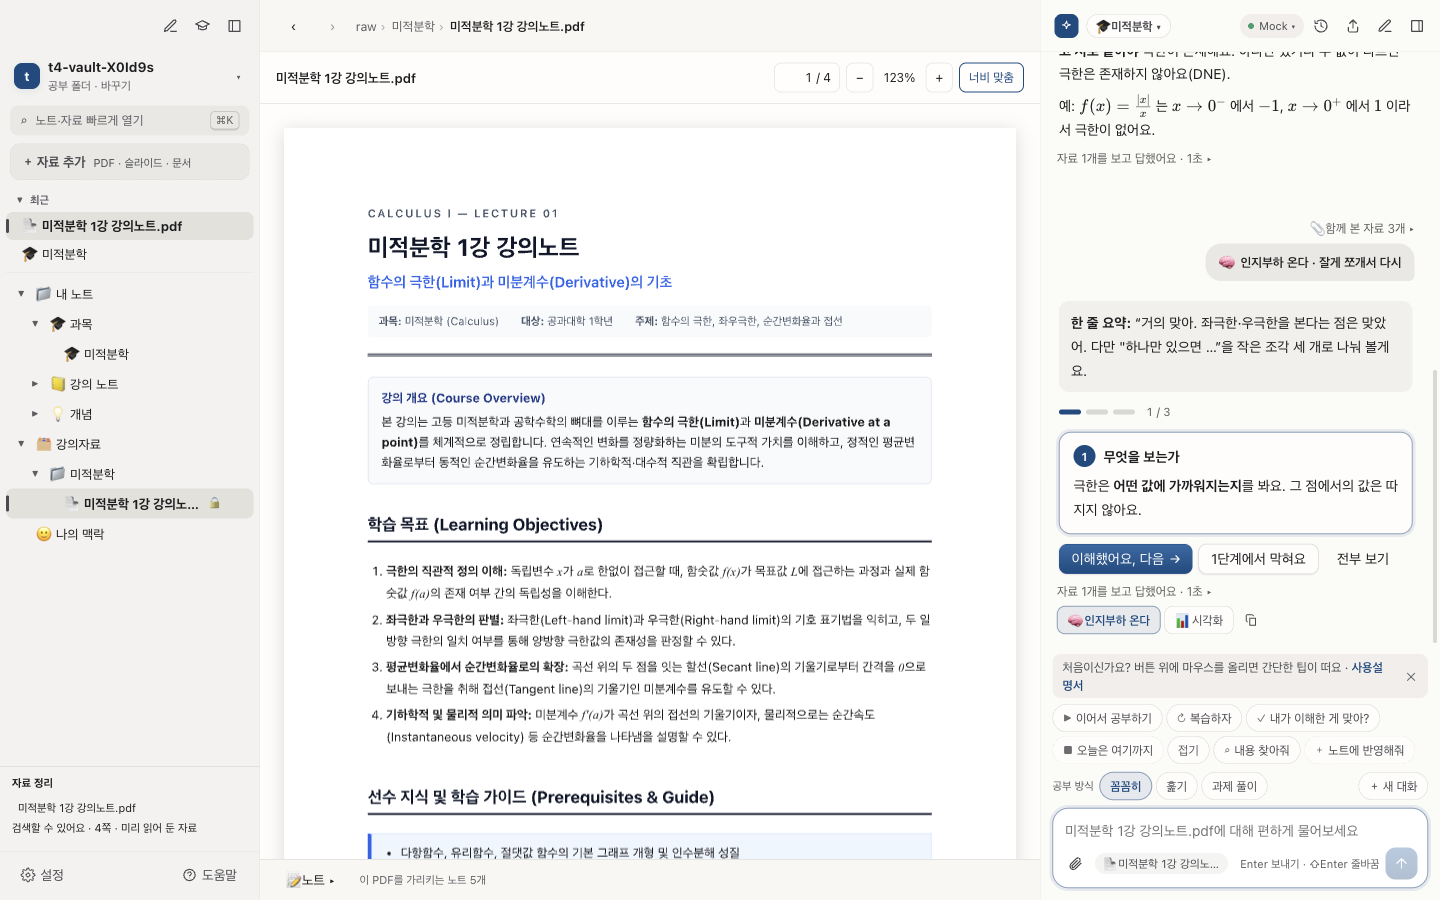 t4-vault-X0ld9s
공부 폴더 · 바꾸기
노트·자료 빠르게 열기 ⌘K
+ 자료 추가 PDF · 슬라이드 · 문서
▼ 최근
미적분학 1강 강의노트.pdf
미적분학
▼ 내 노트
▼ 과목
미적분학
▶ 강의 노트
▶ 개념
▼ 강의자료
▼ 미적분학
미적분학 1강 강의노...
나의 맥락
자료 정리
미적분학 1강 강의노트.pdf
검색할 수 있어요 · 4쪽 · 미리 읽어 둔 자료
설정 도움말
‹ › raw › 미적분학 › 미적분학 1강 강의노트.pdf
미적분학 1강 강의노트.pdf 1 / 4 − 123% + 너비 맞춤
CALCULUS I — LECTURE 01
미적분학 1강 강의노트
함수의 극한(Limit)과 미분계수(Derivative)의 기초
과목: 미적분학 (Calculus) 대상: 공과대학 1학년 주제: 함수의 극한, 좌우극한, 순간변화율과 접선
강의 개요 (Course Overview)
본 강의는 고등 미적분학과 공학수학의 뼈대를 이루는 함수의 극한(Limit)과 미분계수(Derivative at a
point)를 체계적으로 정립합니다. 연속적인 변화를 정량화하는 미분의 도구적 가치를 이해하고, 정적인 평균변
화율로부터 동적인 순간변화율을 유도하는 기하학적·대수적 직관을 확립합니다.
학습 목표 (Learning Objectives)
1. 극한의 직관적 정의 이해: 독립변수 x가 a로 한없이 접근할 때, 함숫값 f(x)가 목표값 L에 접근하는 과정과 실제 함
숫값 f(a)의 존재 여부 간의 독립성을 이해한다.
2. 좌극한과 우극한의 판별: 좌극한(Left-hand limit)과 우극한(Right-hand limit)의 기호 표기법을 익히고, 두 일
방향 극한의 일치 여부를 통해 양방향 극한값의 존재성을 판정할 수 있다.
3. 평균변화율에서 순간변화율로의 확장: 곡선 위의 두 점을 잇는 할선(Secant line)의 기울기로부터 간격을 0으로
보내는 극한을 취해 접선(Tangent line)의 기울기인 미분계수를 유도할 수 있다.
4. 기하학적 및 물리적 의미 파악: 미분계수 f′(a)가 곡선 위의 접선의 기울기이자, 물리적으로는 순간속도
(Instantaneous velocity) 등 순간변화율을 나타냄을 설명할 수 있다.
선수 지식 및 학습 가이드 (Prerequisites & Guide)
• 다항함수, 유리함수, 절댓값 함수의 기본 그래프 개형 및 인수분해 성질
노트 ▸ 이 PDF를 가리키는 노트 5개
미적분학 ▾ Mock ▾
극한은 존재하지 않아요(DNE).
예: f(x) = |x|/x 는 x → 0⁻ 에서 −1, x → 0⁺ 에서 1 이라
서 극한이 없어요.
자료 1개를 보고 답했어요 · 1초 ▸
함께 본 자료 3개 ▸
인지부하 온다 · 잘게 쪼개서 다시
한 줄 요약: “거의 맞아. 좌극한·우극한을 본다는 점은 맞았
어. 다만 "하나만 있으면 …”을 작은 조각 세 개로 나눠 볼게
요.
1 / 3
1 무엇을 보는가
극한은 어떤 값에 가까워지는지를 봐요. 그 점에서의 값은 따
지지 않아요.
이해했어요, 다음 → 1단계에서 막혀요 전부 보기
자료 1개를 보고 답했어요 · 1초 ▸
인지부하 온다 시각화
처음이신가요? 버튼 위에 마우스를 올리면 간단한 팁이 떠요 · 사용설
명서
▶ 이어서 공부하기 복습하자 ✓ 내가 이해한 게 맞아?
■ 오늘은 여기까지 접기 내용 찾아줘 + 노트에 반영해줘
공부 방식 꼼꼼히 훑기 과제 풀이 + 새 대화
미적분학 1강 강의노트.pdf에 대해 편하게 물어보세요
미적분학 1강 강의노... Enter 보내기 · ⇧Enter 줄바꿈